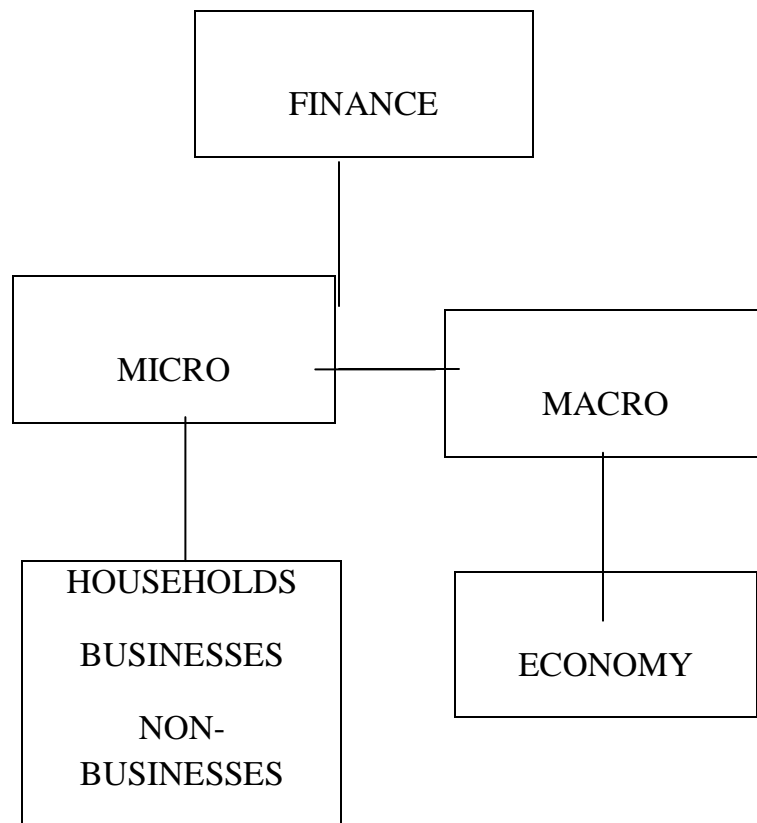 FINANCE
MICRO
MACRO
HOUSEHOLDS
BUSINESSES
NON-
BUSINESSES
ECONOMY